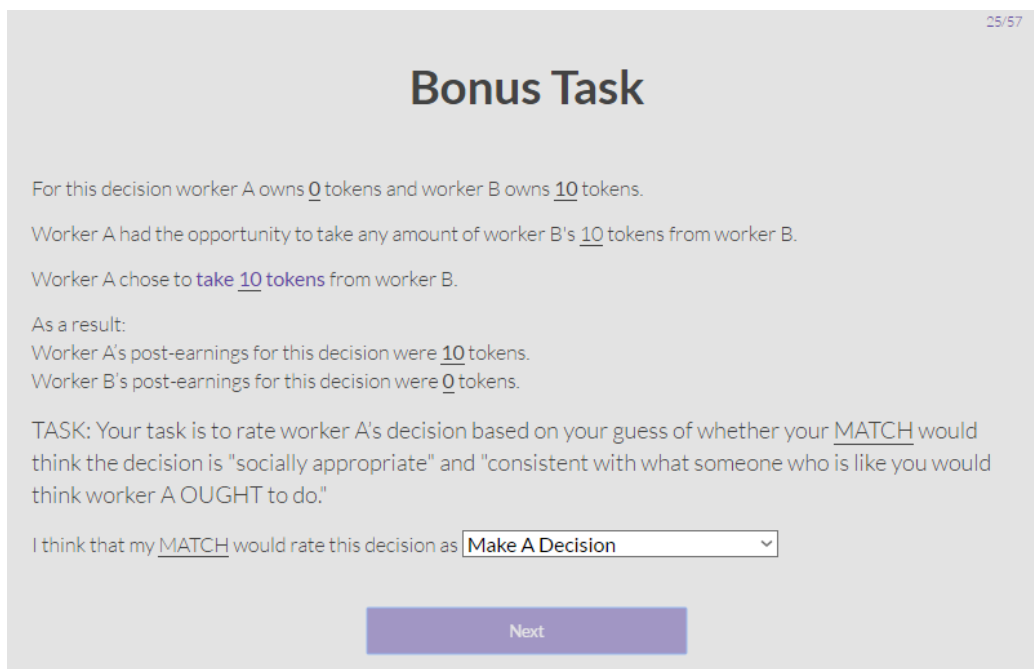 25/57
Bonus Task
For this decision worker A owns 0 tokens and worker B owns 10 tokens.
Worker A had the opportunity to take any amount of worker B's 10 tokens from worker B.
Worker A chose to take 10 tokens from worker B.
As a result:
Worker A's post-earnings for this decision were 10 tokens.
Worker B's post-earnings for this decision were 0 tokens.
TASK: Your task is to rate worker A's decision based on your guess of whether your MATCH would
think the decision is "socially appropriate" and "consistent with what someone who is like you would
think worker A OUGHT to do."
I think that my MATCH would rate this decision as Make A Decision
Next